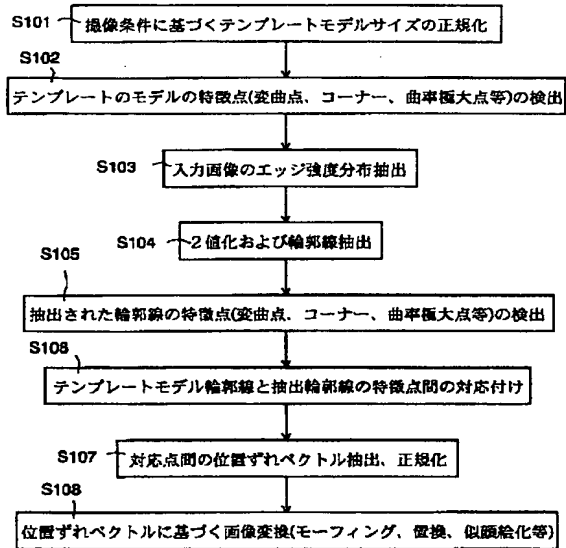 S101
撮像条件に基づくテンプレートモデルサイズの正規化
S102
テンプレートのモデルの特徴点(変曲点、コーナー、曲率極大点等)の検出
S103
入力画像のエッジ強度分布抽出
S104
2値化および輪郭線抽出
S105
抽出された輪郭線の特徴点(変曲点、コーナー、曲率極大点等)の検出
S106
テンプレートモデル輪郭線と抽出輪郭線の特徴点間の対応付け
S107
対応点間の位置ずれベクトル抽出、正規化
S108
位置ずれベクトルに基づく画像変換(モーフィング、置換、似顔絵化等)